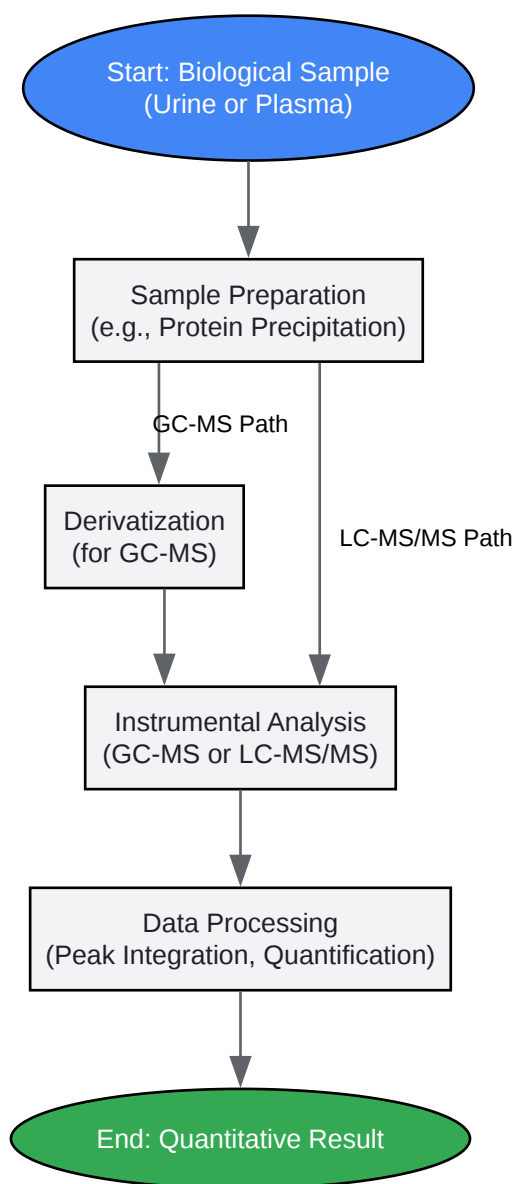 Start: Biological Sample
(Urine or Plasma)
Sample Preparation
(e.g., Protein Precipitation)
GC-MS Path
Derivatization
(for GC-MS)
LC-MS/MS Path
Instrumental Analysis
(GC-MS or LC-MS/MS)
Data Processing
(Peak Integration, Quantification)
End: Quantitative Result